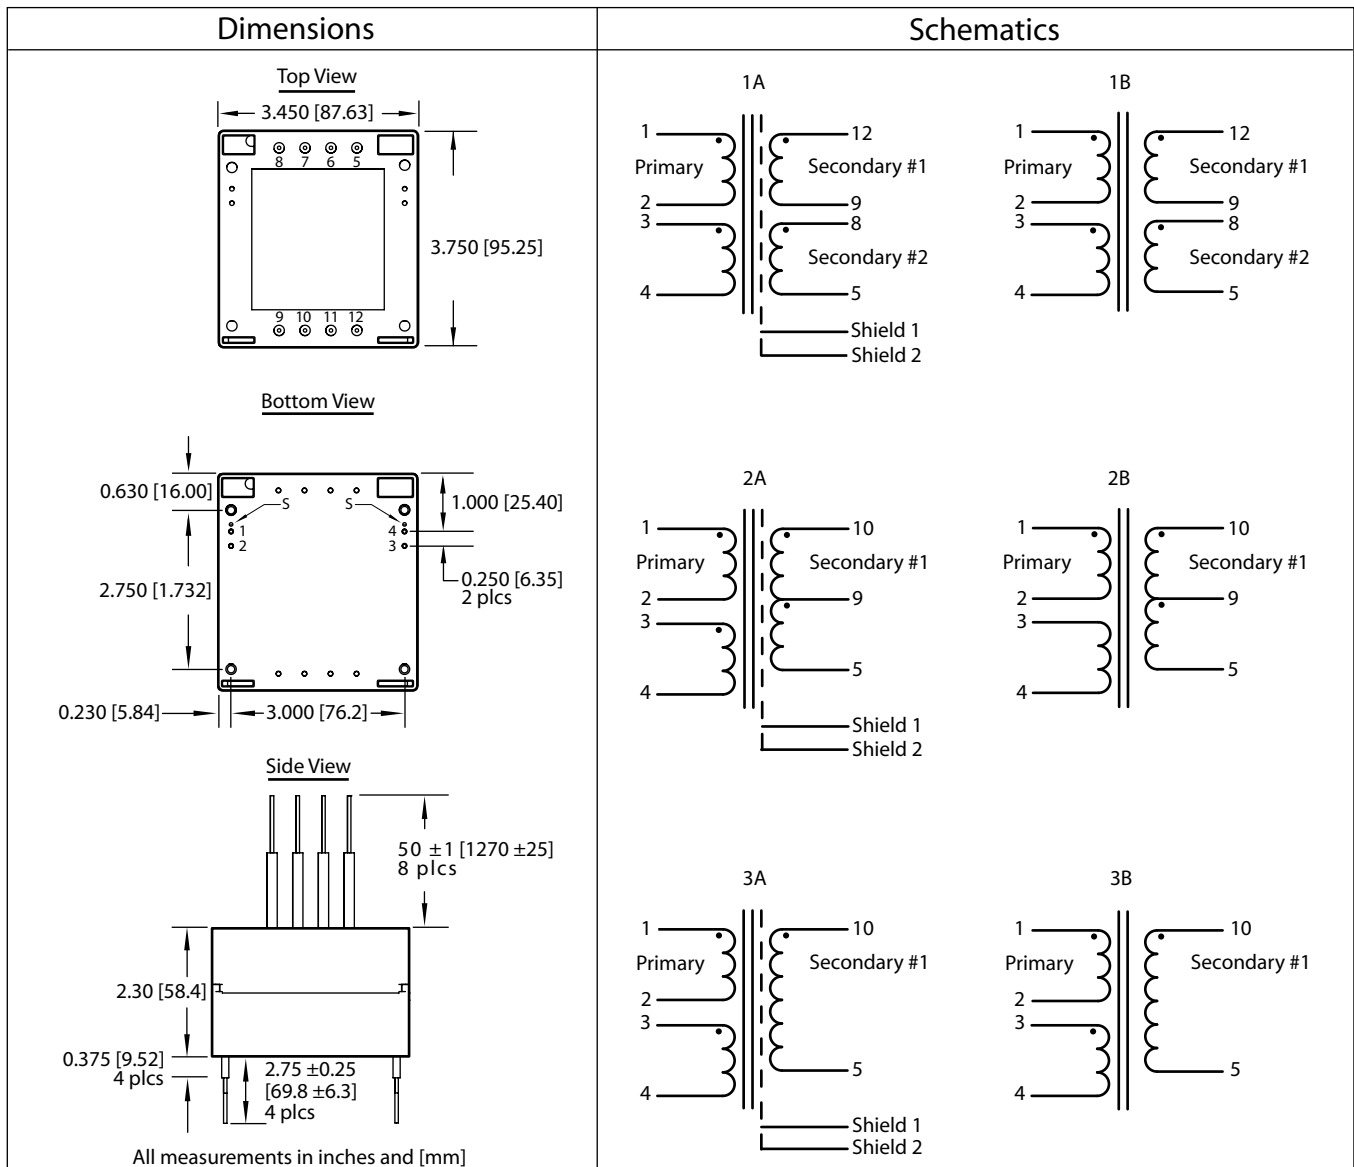 Dimensions
Top View
3.450 [87.63]
8 7 6 5
3.750 [95.25]
9 10 11 12
Bottom View
0.630 [16.00]
S S
1.000 [25.40]
1 4
2 3
0.250 [6.35]
2 plcs
2.750 [1.732]
0.230 [5.84]
3.000 [76.2]
Side View
50 ±1 [1270 ±25]
8 plcs
2.30 [58.4]
0.375 [9.52]
4 plcs
2.75 ±0.25
[69.8 ±6.3]
4 plcs
All measurements in inches and [mm]
Schematics
1A
1 12
Primary Secondary #1
2 9
3 8
Secondary #2
4 5
Shield 1
Shield 2
1B
1 12
Primary Secondary #1
2 9
3 8
Secondary #2
4 5
2A
1 10
Primary Secondary #1
2 9
3
4 5
Shield 1
Shield 2
2B
1 10
Primary Secondary #1
2 9
3
4 5
3A
1 10
Primary Secondary #1
2
3
4 5
Shield 1
Shield 2
3B
1 10
Primary Secondary #1
2
3
4 5